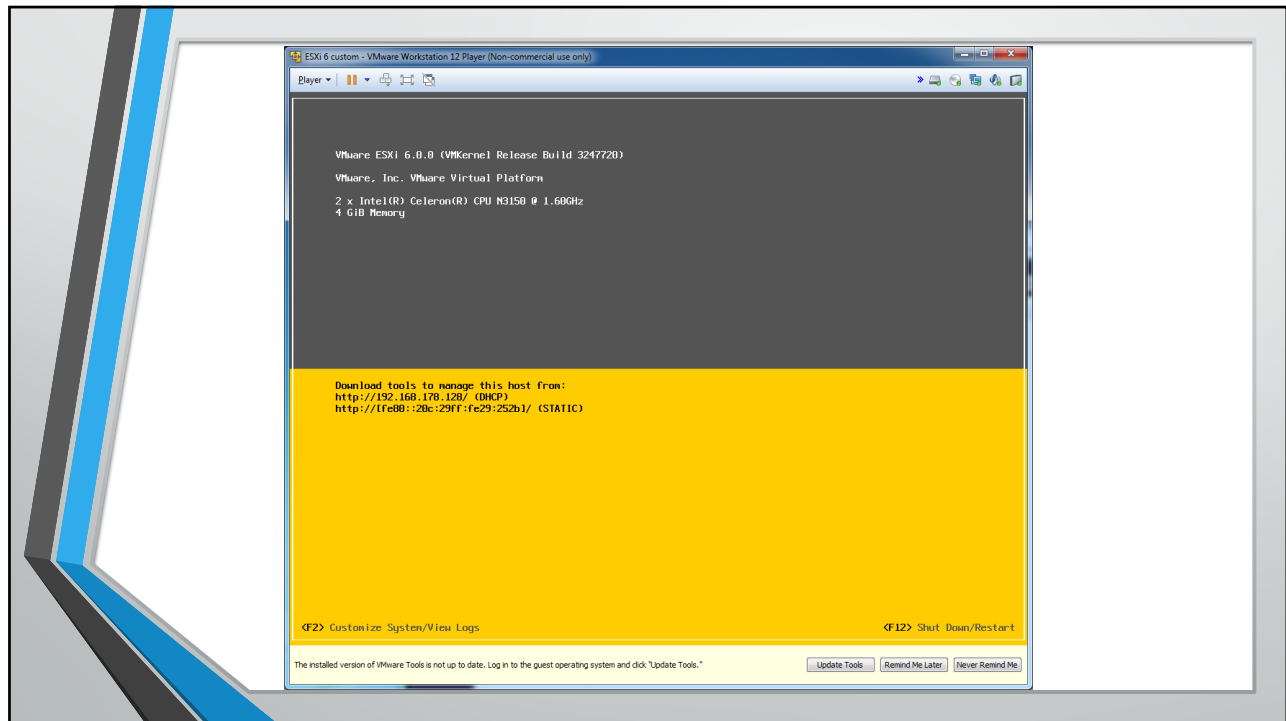 ESXi 6 custom - VMware Workstation 12 Player (Non-commercial use only)
Player
VMware ESXi 6.0.0 (VMKernel Release Build 3247720)
VMware, Inc. VMware Virtual Platform
2 x Intel(R) Celeron(R) CPU N3150 @ 1.60GHz
4 GiB Memory
Download tools to manage this host from:
http://192.168.178.128/ (DHCP)
http://[fe80::20c:29ff:fe29:252b]/ (STATIC)
<F2> Customize System/View Logs
<F12> Shut Down/Restart
The installed version of VMware Tools is not up to date. Log in to the guest operating system and click "Update Tools."
Update Tools
Remind Me Later
Never Remind Me